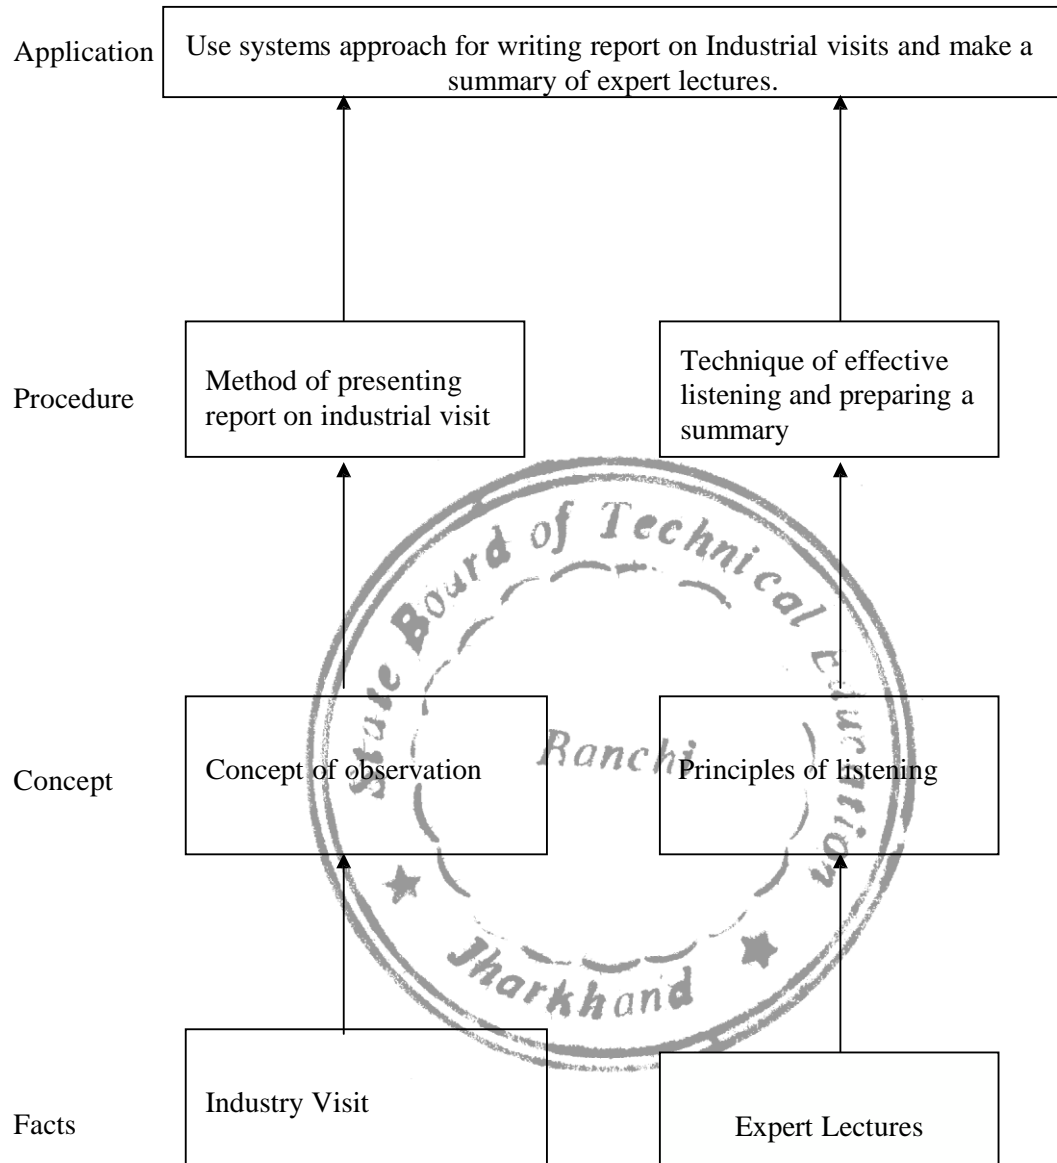 Application
Use systems approach for writing report on Industrial visits and make a
summary of expert lectures.
Procedure
Method of presenting
report on industrial visit
Technique of effective
listening and preparing a
summary
State Board of Technical Education
Ranchi
Jharkhand
Concept
Concept of observation
Principles of listening
Facts
Industry Visit
Expert Lectures